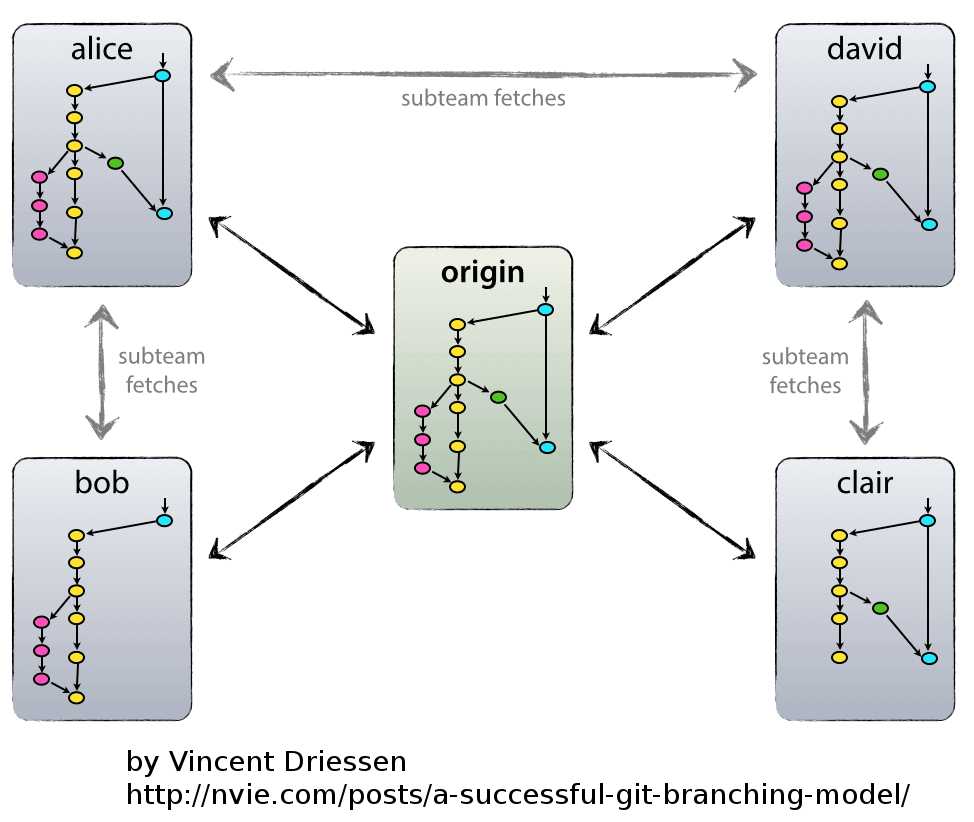 alice
david
subteam fetches
origin
subteam
fetches
subteam
fetches
bob
clair
by Vincent Driessen
http://nvie.com/posts/a-successful-git-branching-model/